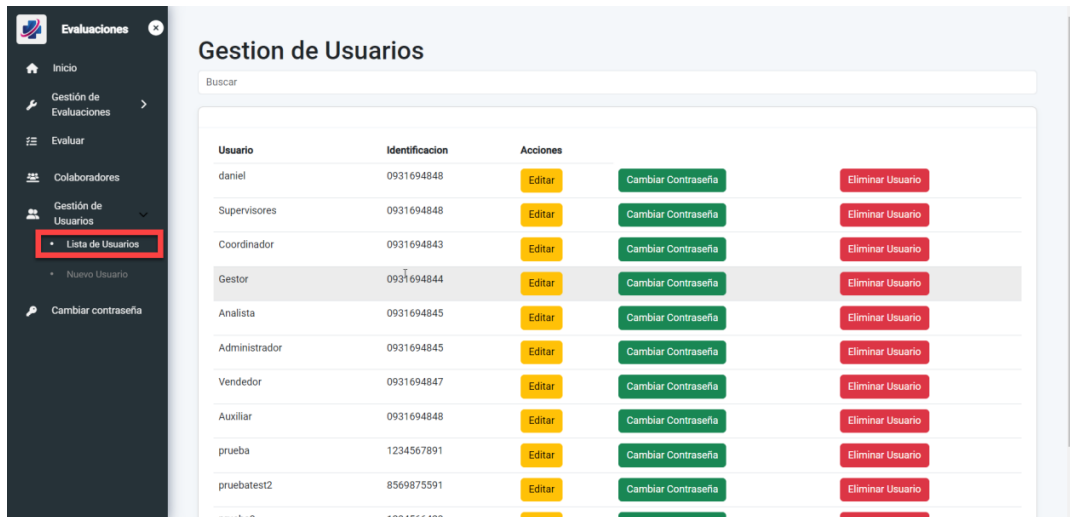 Evaluaciones
Inicio
Gestión de
Evaluaciones
Evaluar
Colaboradores
Gestión de
Usuarios
Lista de Usuarios
Nuevo Usuario
Cambiar contraseña
Gestion de Usuarios
Buscar
Usuario Identificacion Acciones
daniel 0931694848 Editar Cambiar Contraseña Eliminar Usuario
Supervisores 0931694848 Editar Cambiar Contraseña Eliminar Usuario
Coordinador 0931694843 Editar Cambiar Contraseña Eliminar Usuario
Gestor 0931694844 Editar Cambiar Contraseña Eliminar Usuario
Analista 0931694845 Editar Cambiar Contraseña Eliminar Usuario
Administrador 0931694845 Editar Cambiar Contraseña Eliminar Usuario
Vendedor 0931694847 Editar Cambiar Contraseña Eliminar Usuario
Auxiliar 0931694848 Editar Cambiar Contraseña Eliminar Usuario
prueba 1234567891 Editar Cambiar Contraseña Eliminar Usuario
pruebatest2 8569875591 Editar Cambiar Contraseña Eliminar Usuario